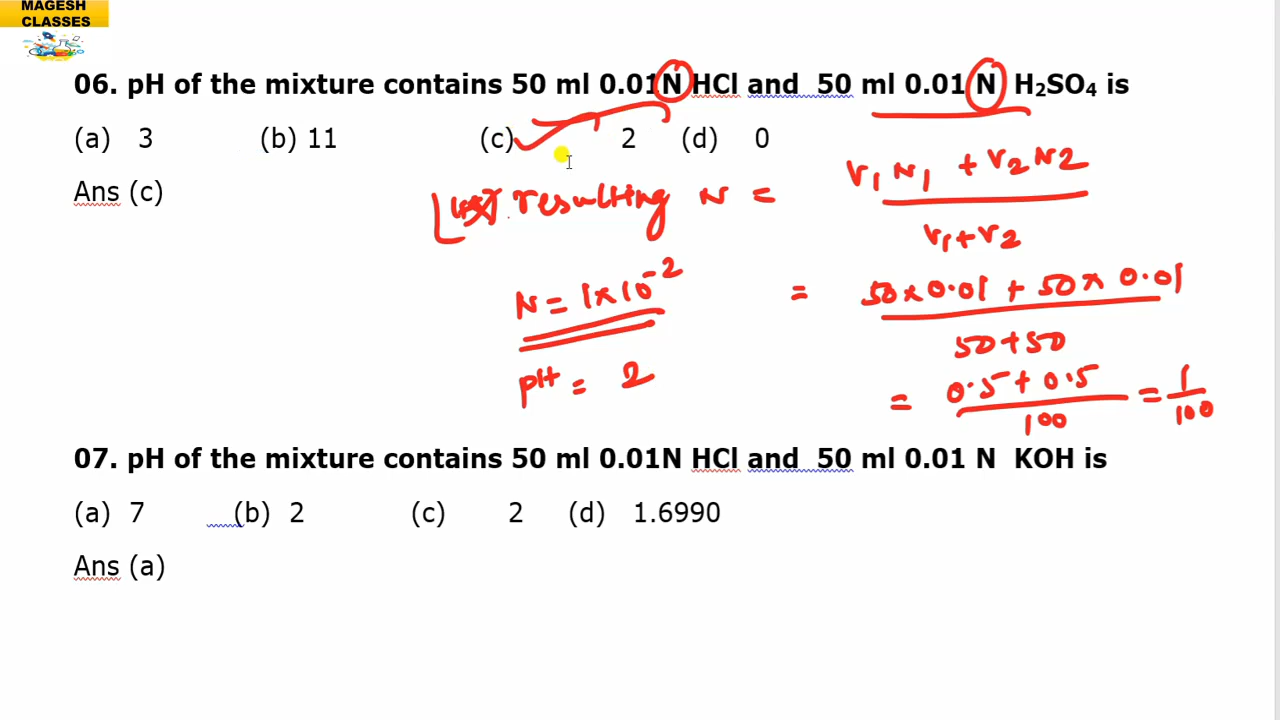 MAGESH
CLASSES
06. pH of the mixture contains 50 ml 0.01N HCl and 50 ml 0.01 N H₂SO₄ is
(a) 3 (b) 11 (c) 2 (d) 0
Ans (c)
resulting N = V₁N₁ + V₂N₂
V₁+V₂
N = 1×10⁻² = 50×0.01 + 50×0.01
50+50
pH = 2
= 0.5+0.5 = 1
100 100
07. pH of the mixture contains 50 ml 0.01N HCl and 50 ml 0.01 N KOH is
(a) 7 (b) 2 (c) 2 (d) 1.6990
Ans (a)